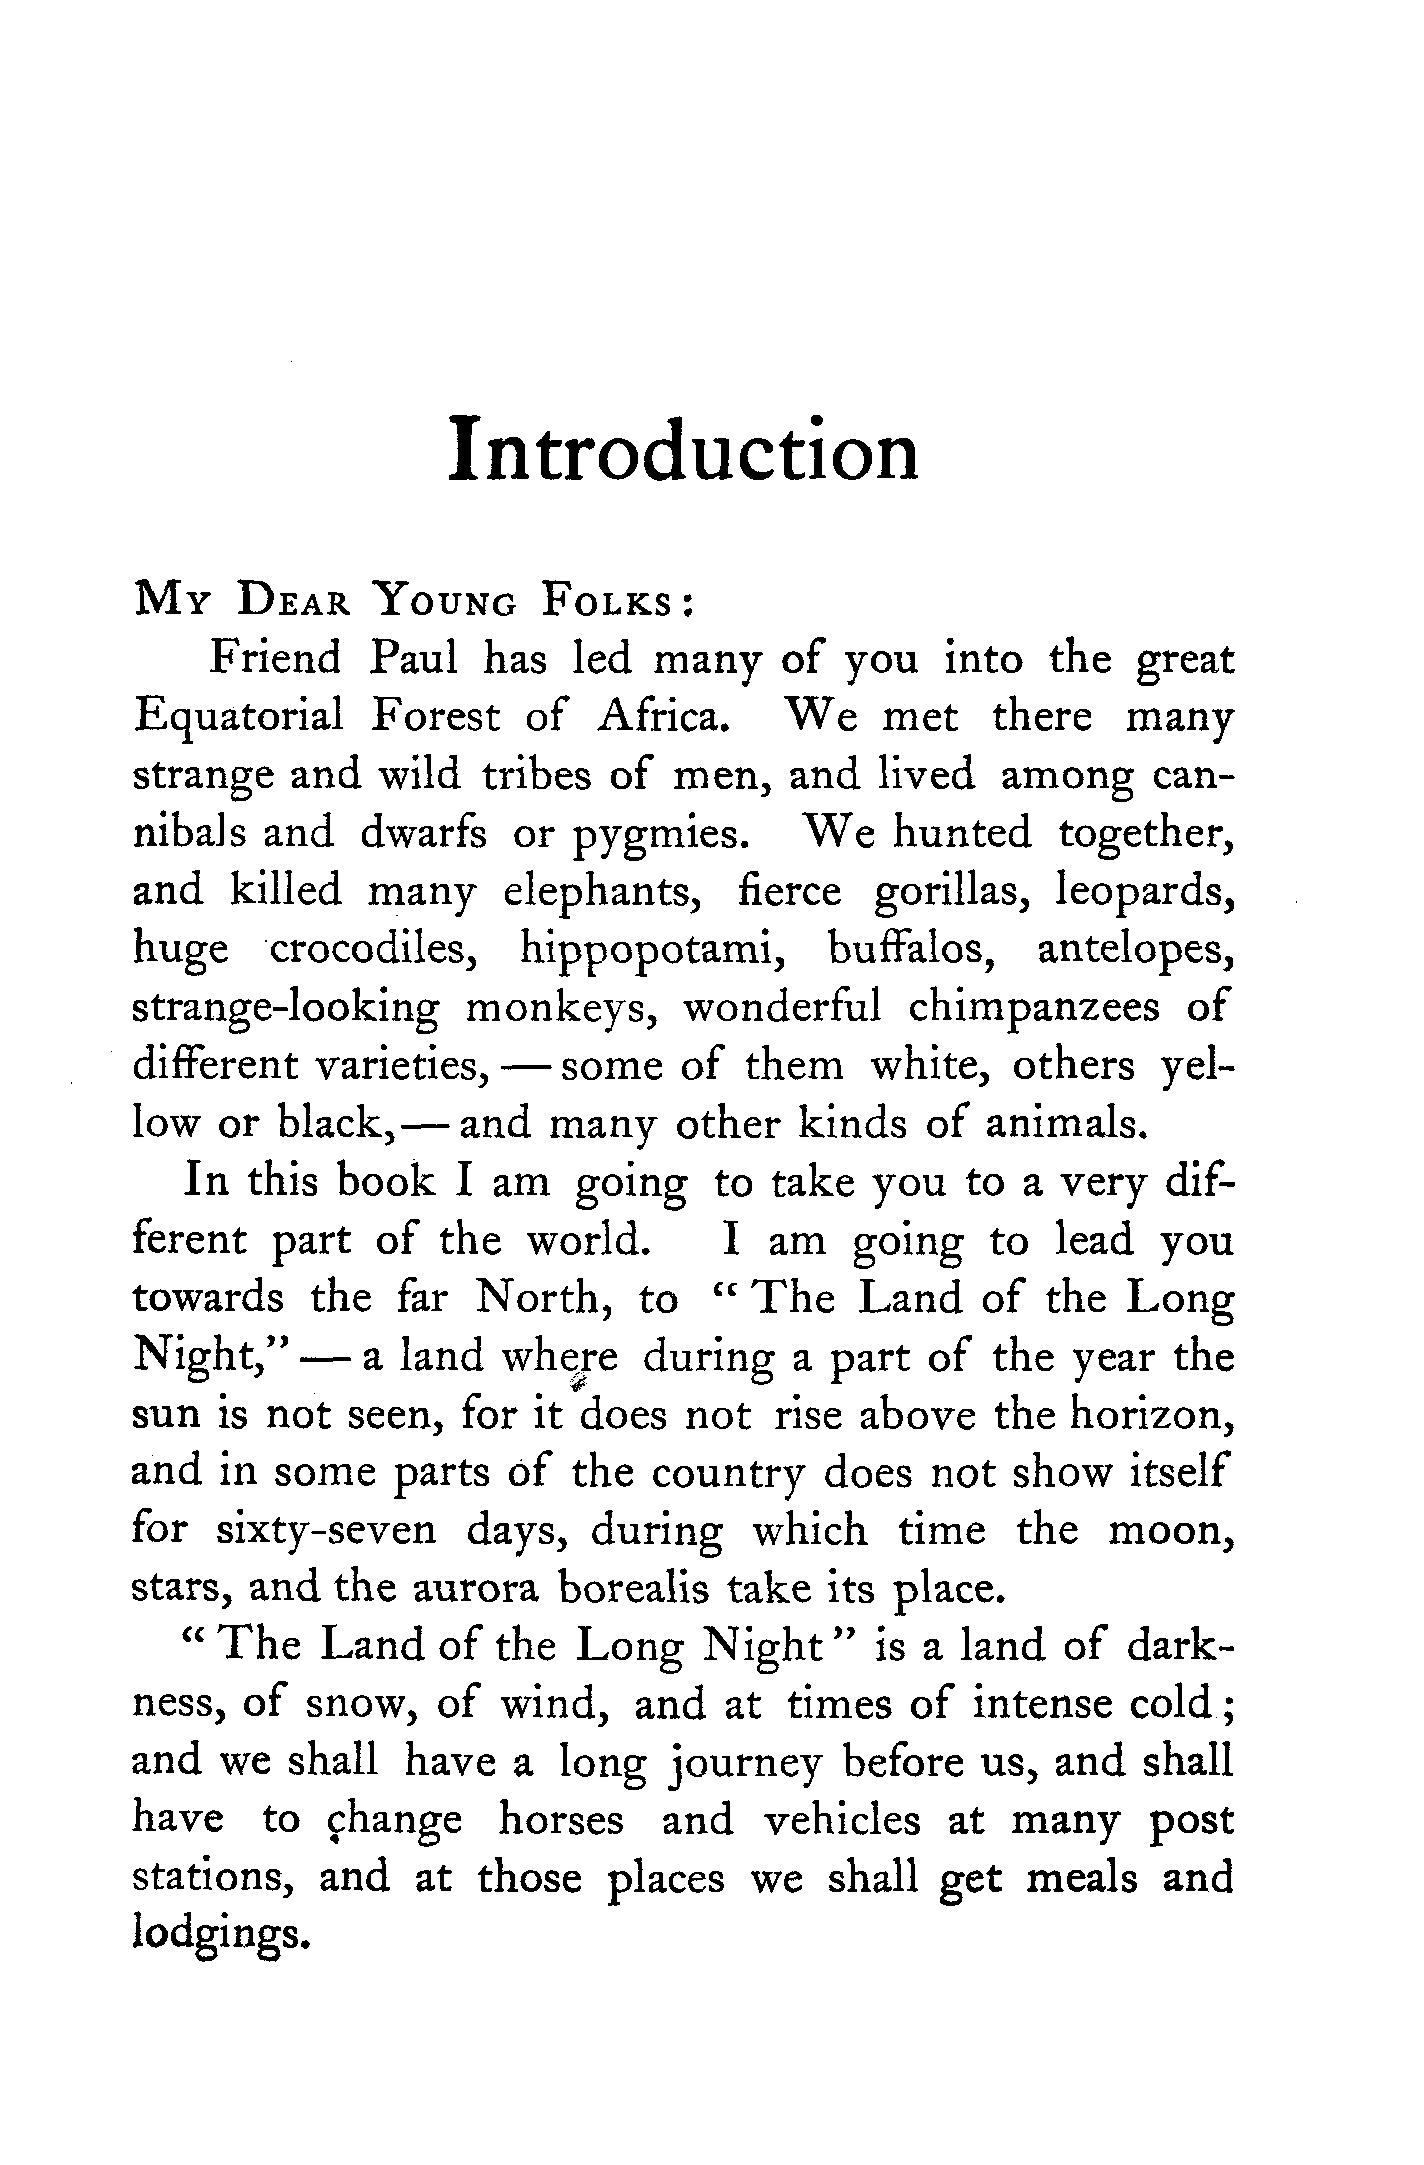 Introduction
MY DEAR YOUNG FOLKS:
Friend Paul has led many of you into the great
Equatorial Forest of Africa. We met there many
strange and wild tribes of men, and lived among can-
nibals and dwarfs or pygmies. We hunted together,
and killed many elephants, fierce gorillas, leopards,
huge crocodiles, hippopotami, buffalos, antelopes,
strange-looking monkeys, wonderful chimpanzees of
different varieties, — some of them white, others yel-
low or black, — and many other kinds of animals.
In this book I am going to take you to a very dif-
ferent part of the world. I am going to lead you
towards the far North, to “ The Land of the Long
Night,” — a land where during a part of the year the
sun is not seen, for it does not rise above the horizon,
and in some parts of the country does not show itself
for sixty-seven days, during which time the moon,
stars, and the aurora borealis take its place.
“ The Land of the Long Night ” is a land of dark-
ness, of snow, of wind, and at times of intense cold ;
and we shall have a long journey before us, and shall
have to change horses and vehicles at many post
stations, and at those places we shall get meals and
lodgings.